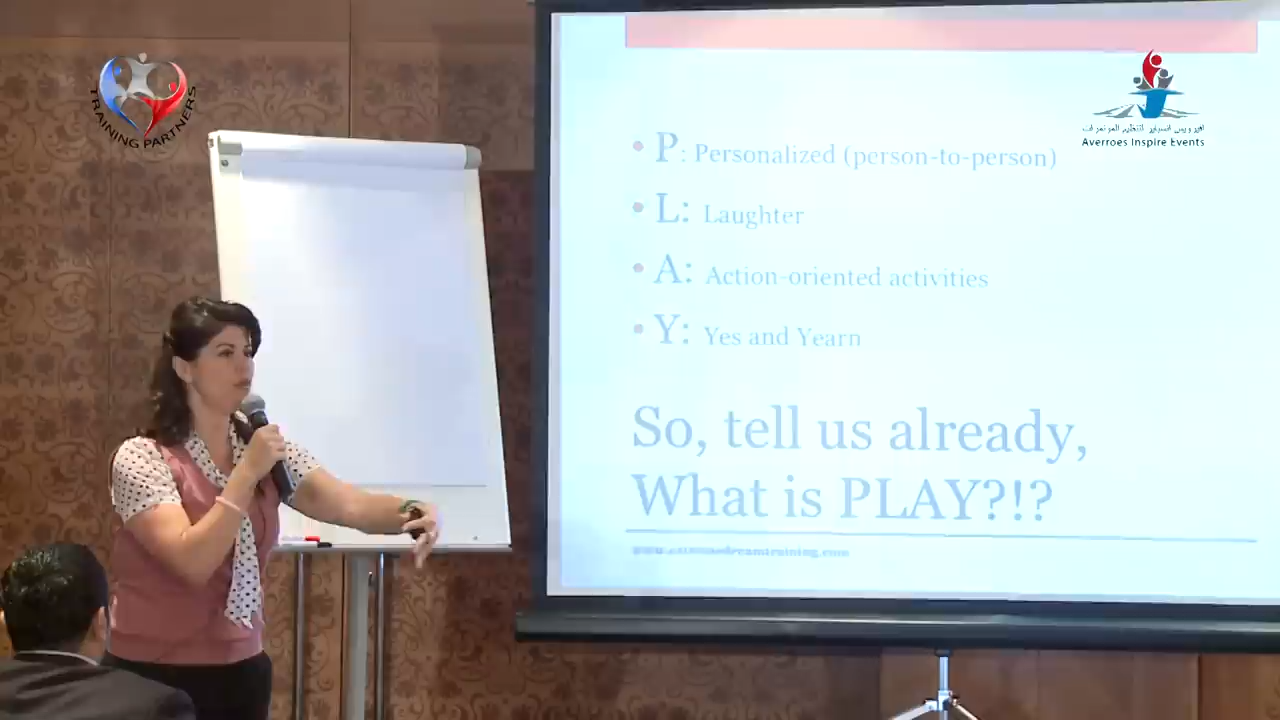 TRAINING PARTNERS
Averroes Inspire Events
• P: Personalized (person-to-person)
• L: Laughter
• A: Action-oriented activities
• Y: Yes and Yearn
So, tell us already,
What is PLAY?!?